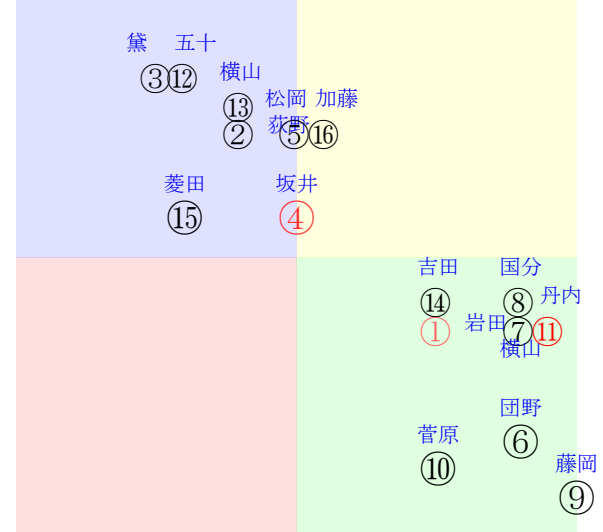 黛 五十
③⑫
横山
⑬
②
松岡 加藤
荻野
⑤⑯
菱田
⑮
坂井
④
吉田
⑭
①
国分
⑧
丹内
岩田
⑦⑪
横山
団野
⑥
菅原
⑩
藤岡
⑨